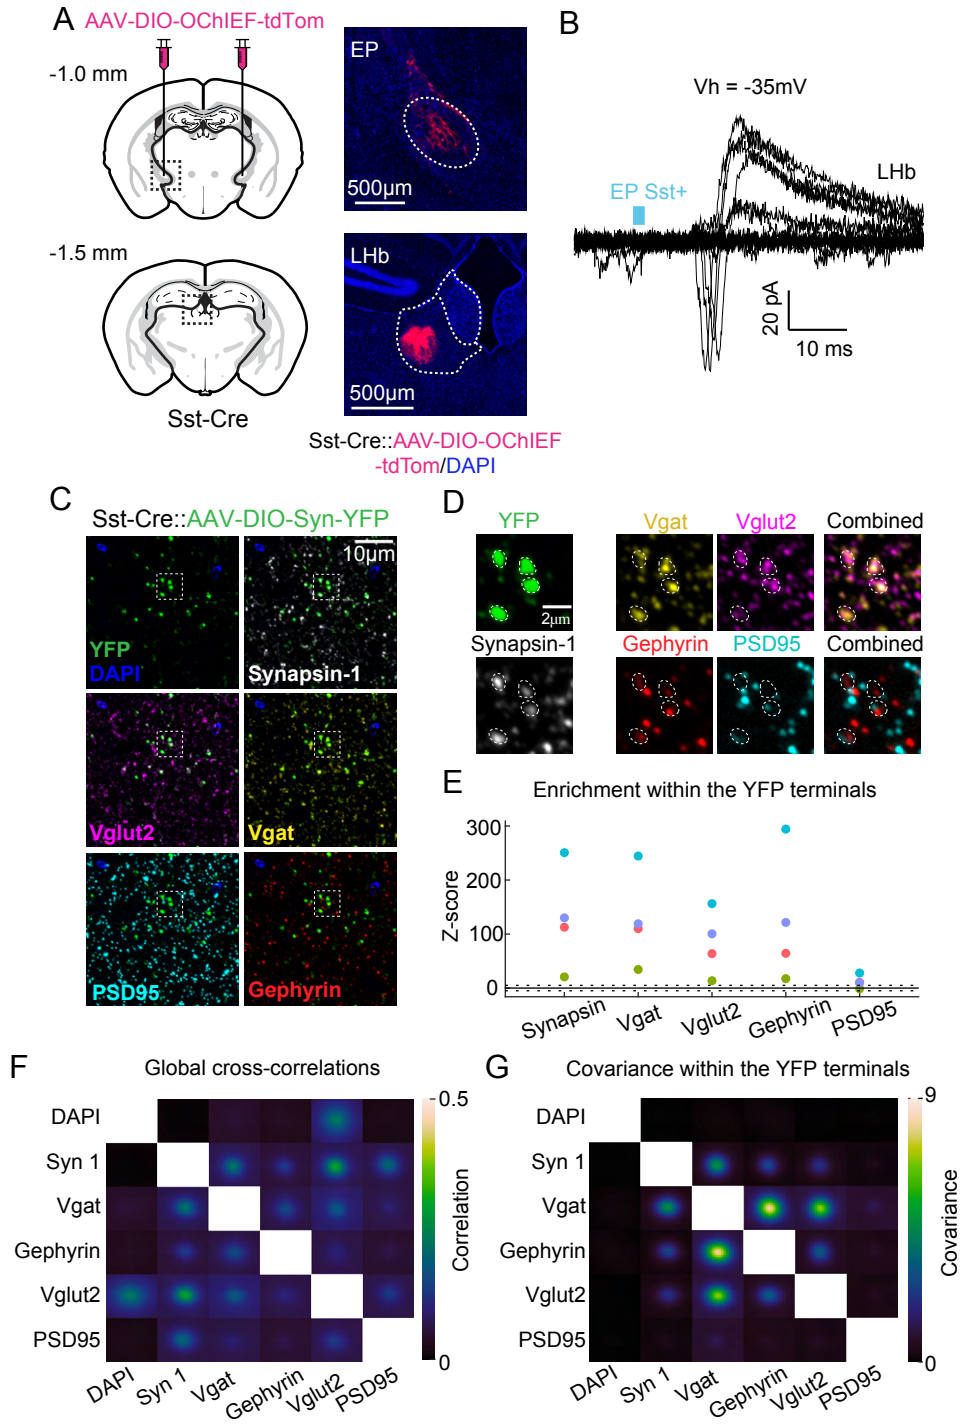 A
AAV-DIO-OChIEF-tdTom
-1.0 mm
EP
500µm
-1.5 mm
LHb
500µm
Sst-Cre
Sst-Cre::AAV-DIO-OChIEF
-tdTom/DAPI
B
Vh = -35mV
LHb
EP Sst+
20 pA
10 ms
C
Sst-Cre::AAV-DIO-Syn-YFP
10µm
YFP
DAPI
Synapsin-1
Vglut2
Vgat
PSD95
Gephyrin
D
YFP
Vgat
Vglut2
Combined
2µm
Synapsin-1
Gephyrin
PSD95
Combined
E
Enrichment within the YFP terminals
Z-score
300
200
100
0
Synapsin
Vgat
Vglut2
Gephyrin
PSD95
F
Global cross-correlations
DAPI
Syn 1
Vgat
Gephyrin
Vglut2
PSD95
DAPI
Syn 1
Vgat
Gephyrin
Vglut2
PSD95
0.5
Correlation
0
G
Covariance within the YFP terminals
DAPI
Syn 1
Vgat
Gephyrin
Vglut2
PSD95
DAPI
Syn 1
Vgat
Gephyrin
Vglut2
PSD95
9
Covariance
0